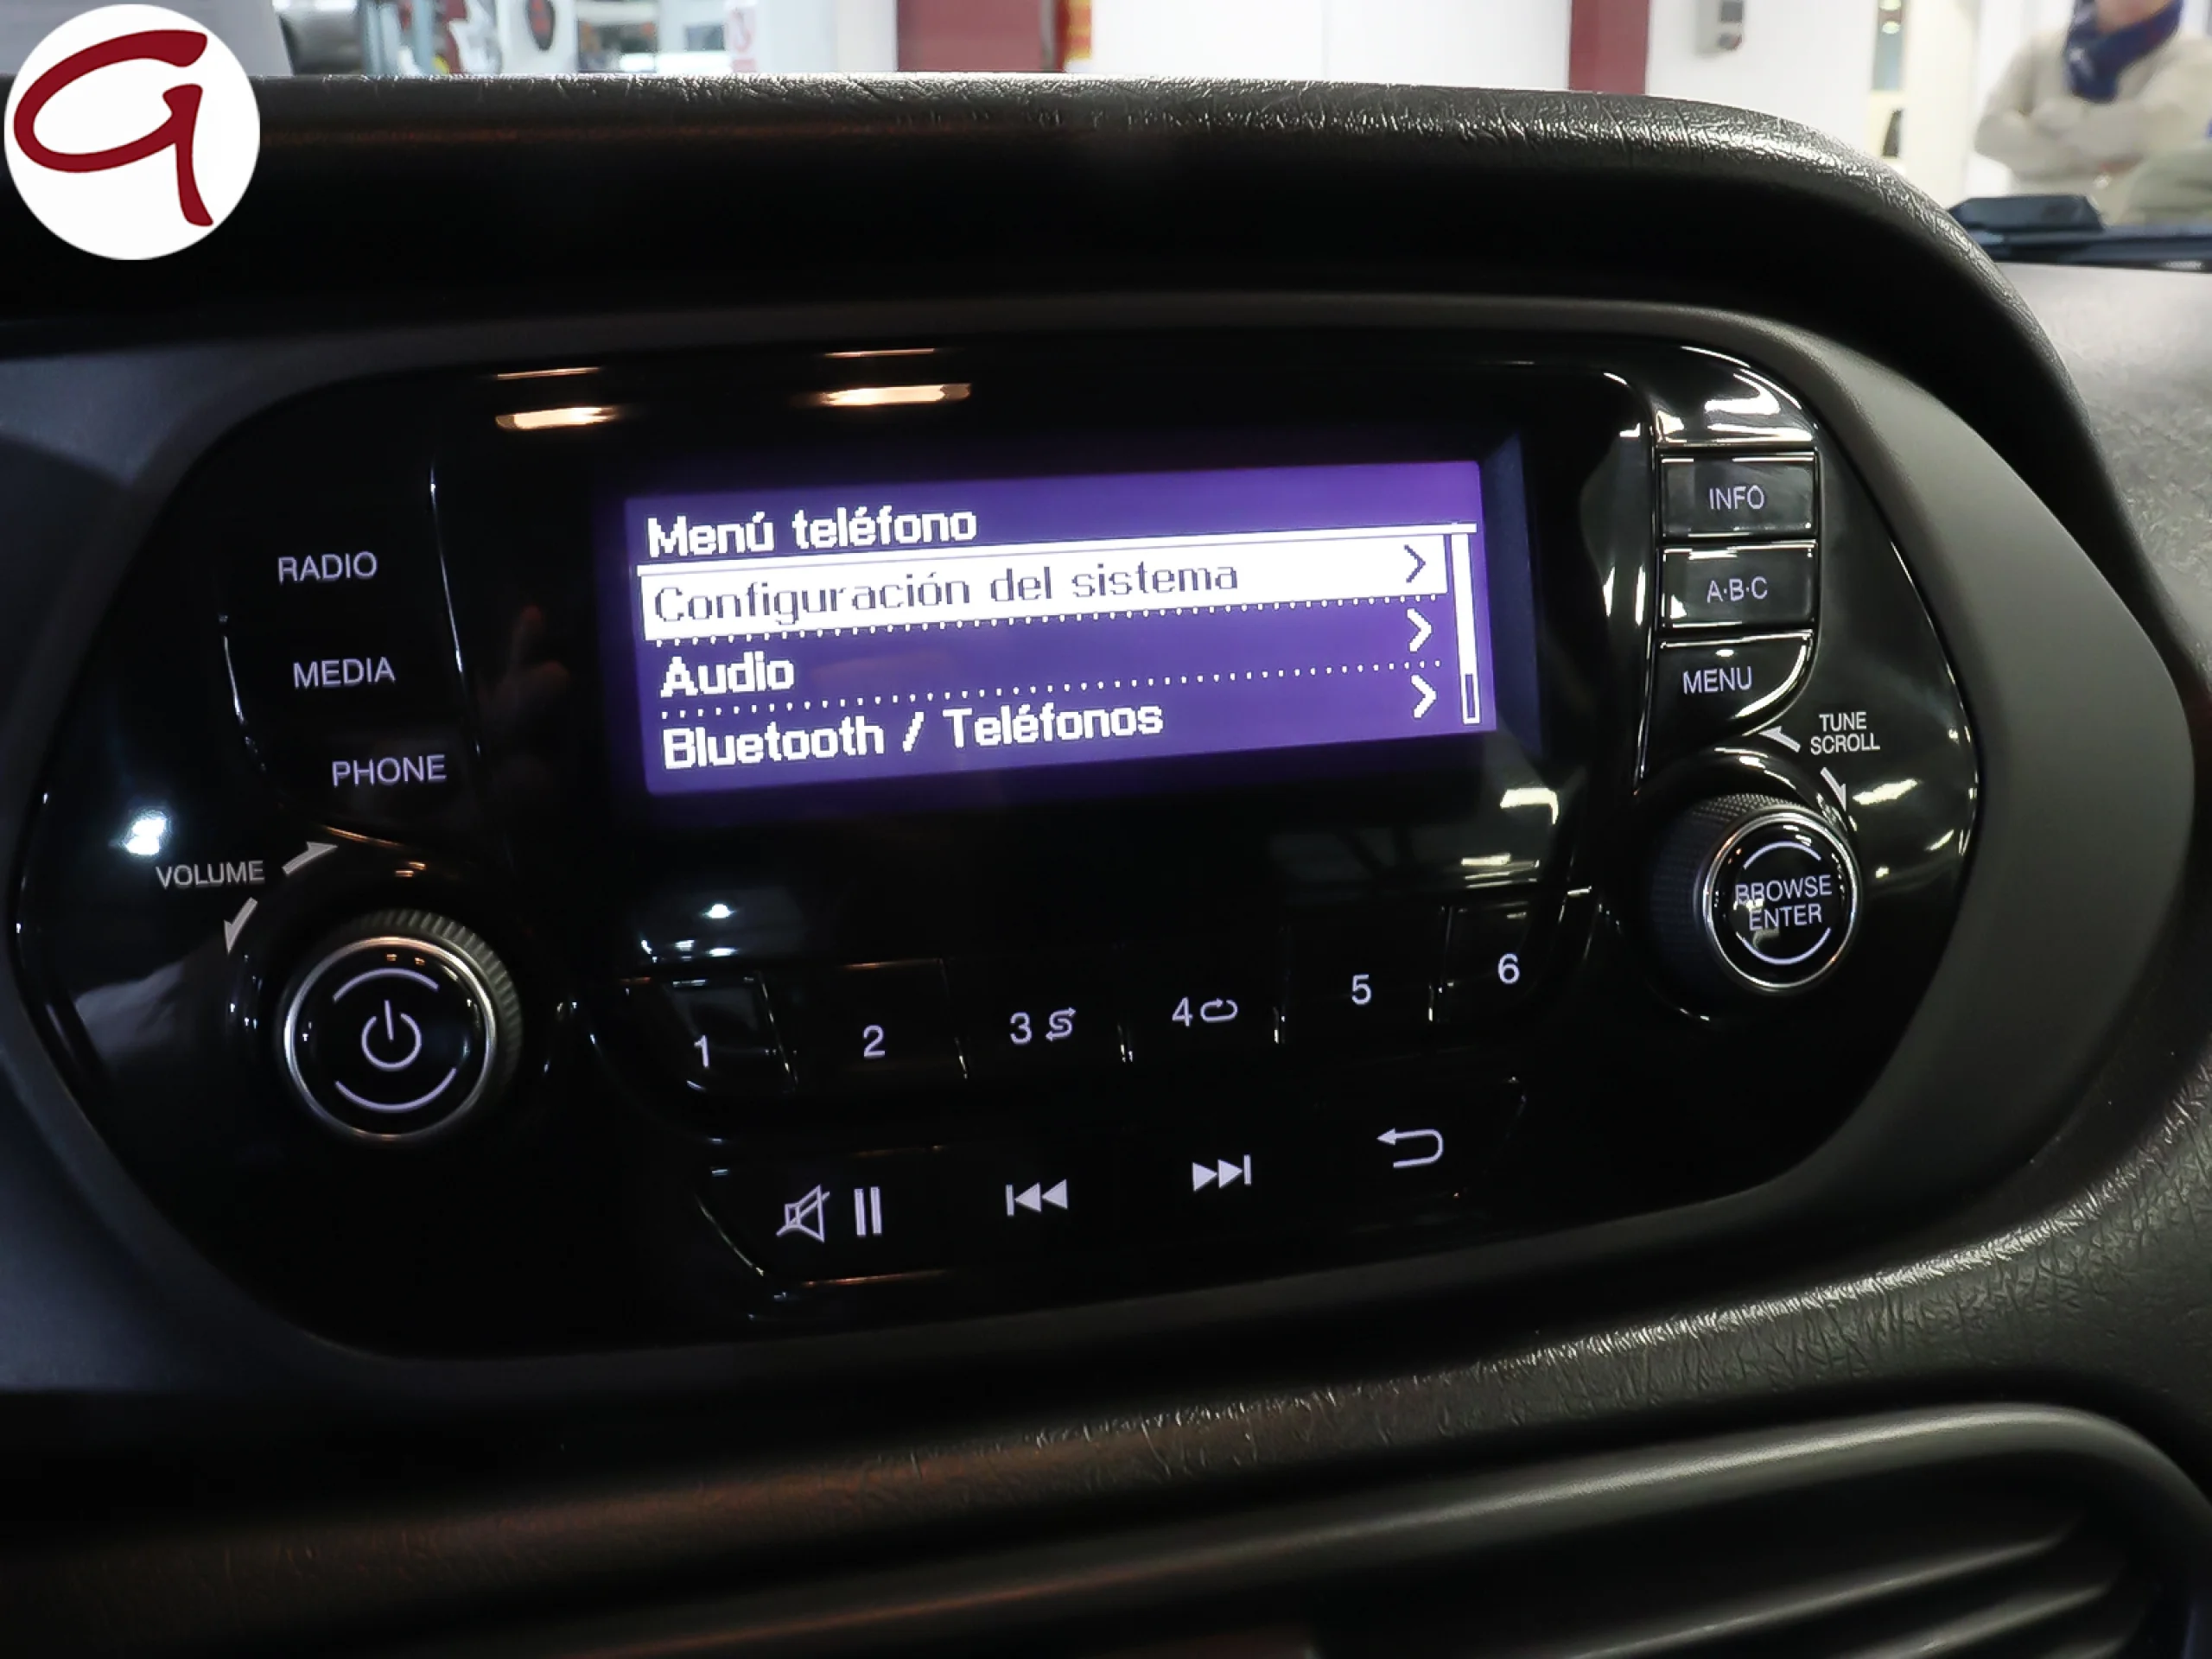 Menú teléfono
Configuración del sistema
Audio
Bluetooth / Teléfonos
RADIO
MEDIA
PHONE
VOLUME
INFO
A·B·C
MENU
TUNE
SCROLL
BROWSE
ENTER
1
2
3
4
5
6